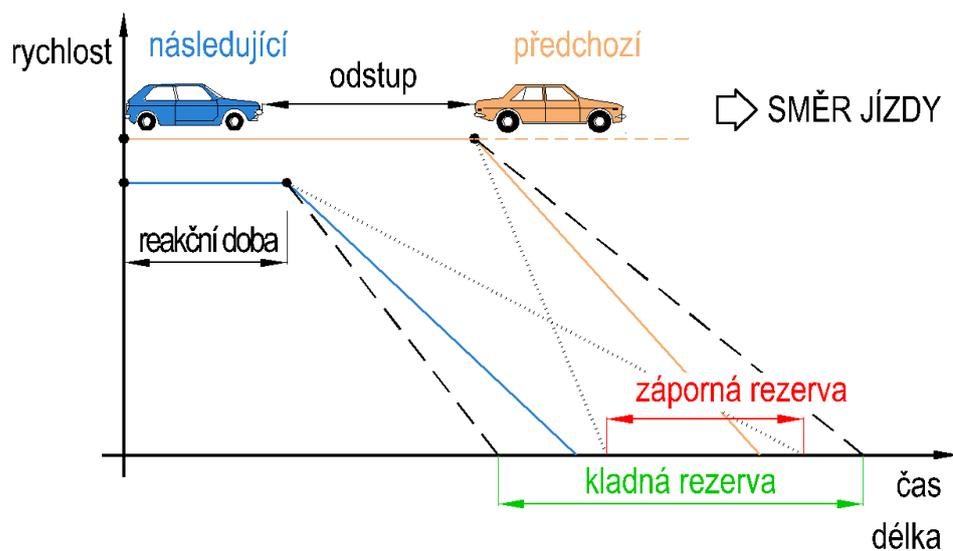 rychlost
následující
předchozí
odstup
SMĚR JÍZDY
reakční doba
záporná rezerva
kladná rezerva
čas
délka